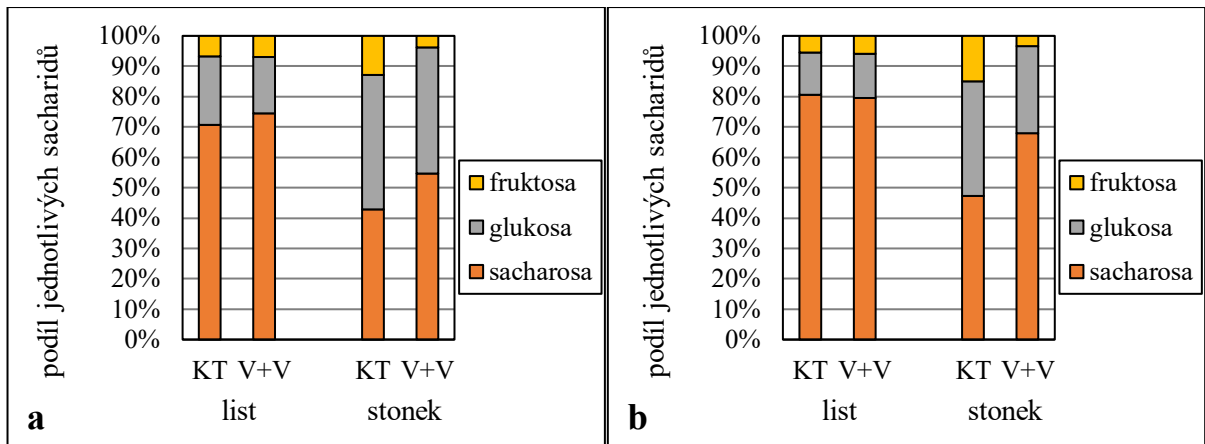 podíl jednotlivých sacharidů
100%
90%
80%
70%
60%
50%
40%
30%
20%
10%
0%
KT V+V KT V+V
list stonek
fruktosa
glukosa
sacharosa
a
podíl jednotlivých sacharidů
100%
90%
80%
70%
60%
50%
40%
30%
20%
10%
0%
KT V+V KT V+V
list stonek
fruktosa
glukosa
sacharosa
b